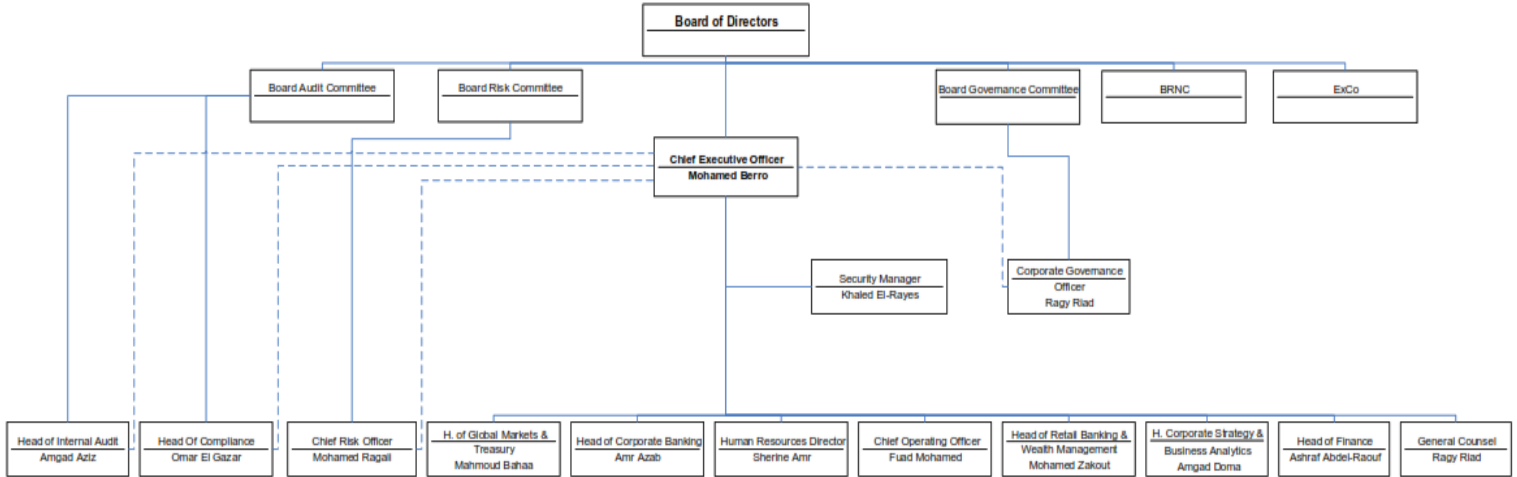 Board of Directors
Board Audit Committee
Board Risk Committee
Board Governance Committee
BRNC
ExCo
Chief Executive Officer
Mohamed Berro
Security Manager
Khaled El-Rayes
Corporate Governance
Officer
Ragy Riad
Head of Internal Audit
Amgad Aziz
Head Of Compliance
Omar El Gazar
Chief Risk Officer
Mohamed Ragali
H. of Global Markets &
Treasury
Mahmoud Bahaa
Head of Corporate Banking
Amr Azab
Human Resources Director
Sherine Amr
Chief Operating Officer
Fuad Mohamed
Head of Retail Banking &
Wealth Management
Mohamed Zakout
H. Corporate Strategy &
Business Analytics
Amgad Doma
Head of Finance
Ashraf Abdel-Raouf
General Counsel
Ragy Riad